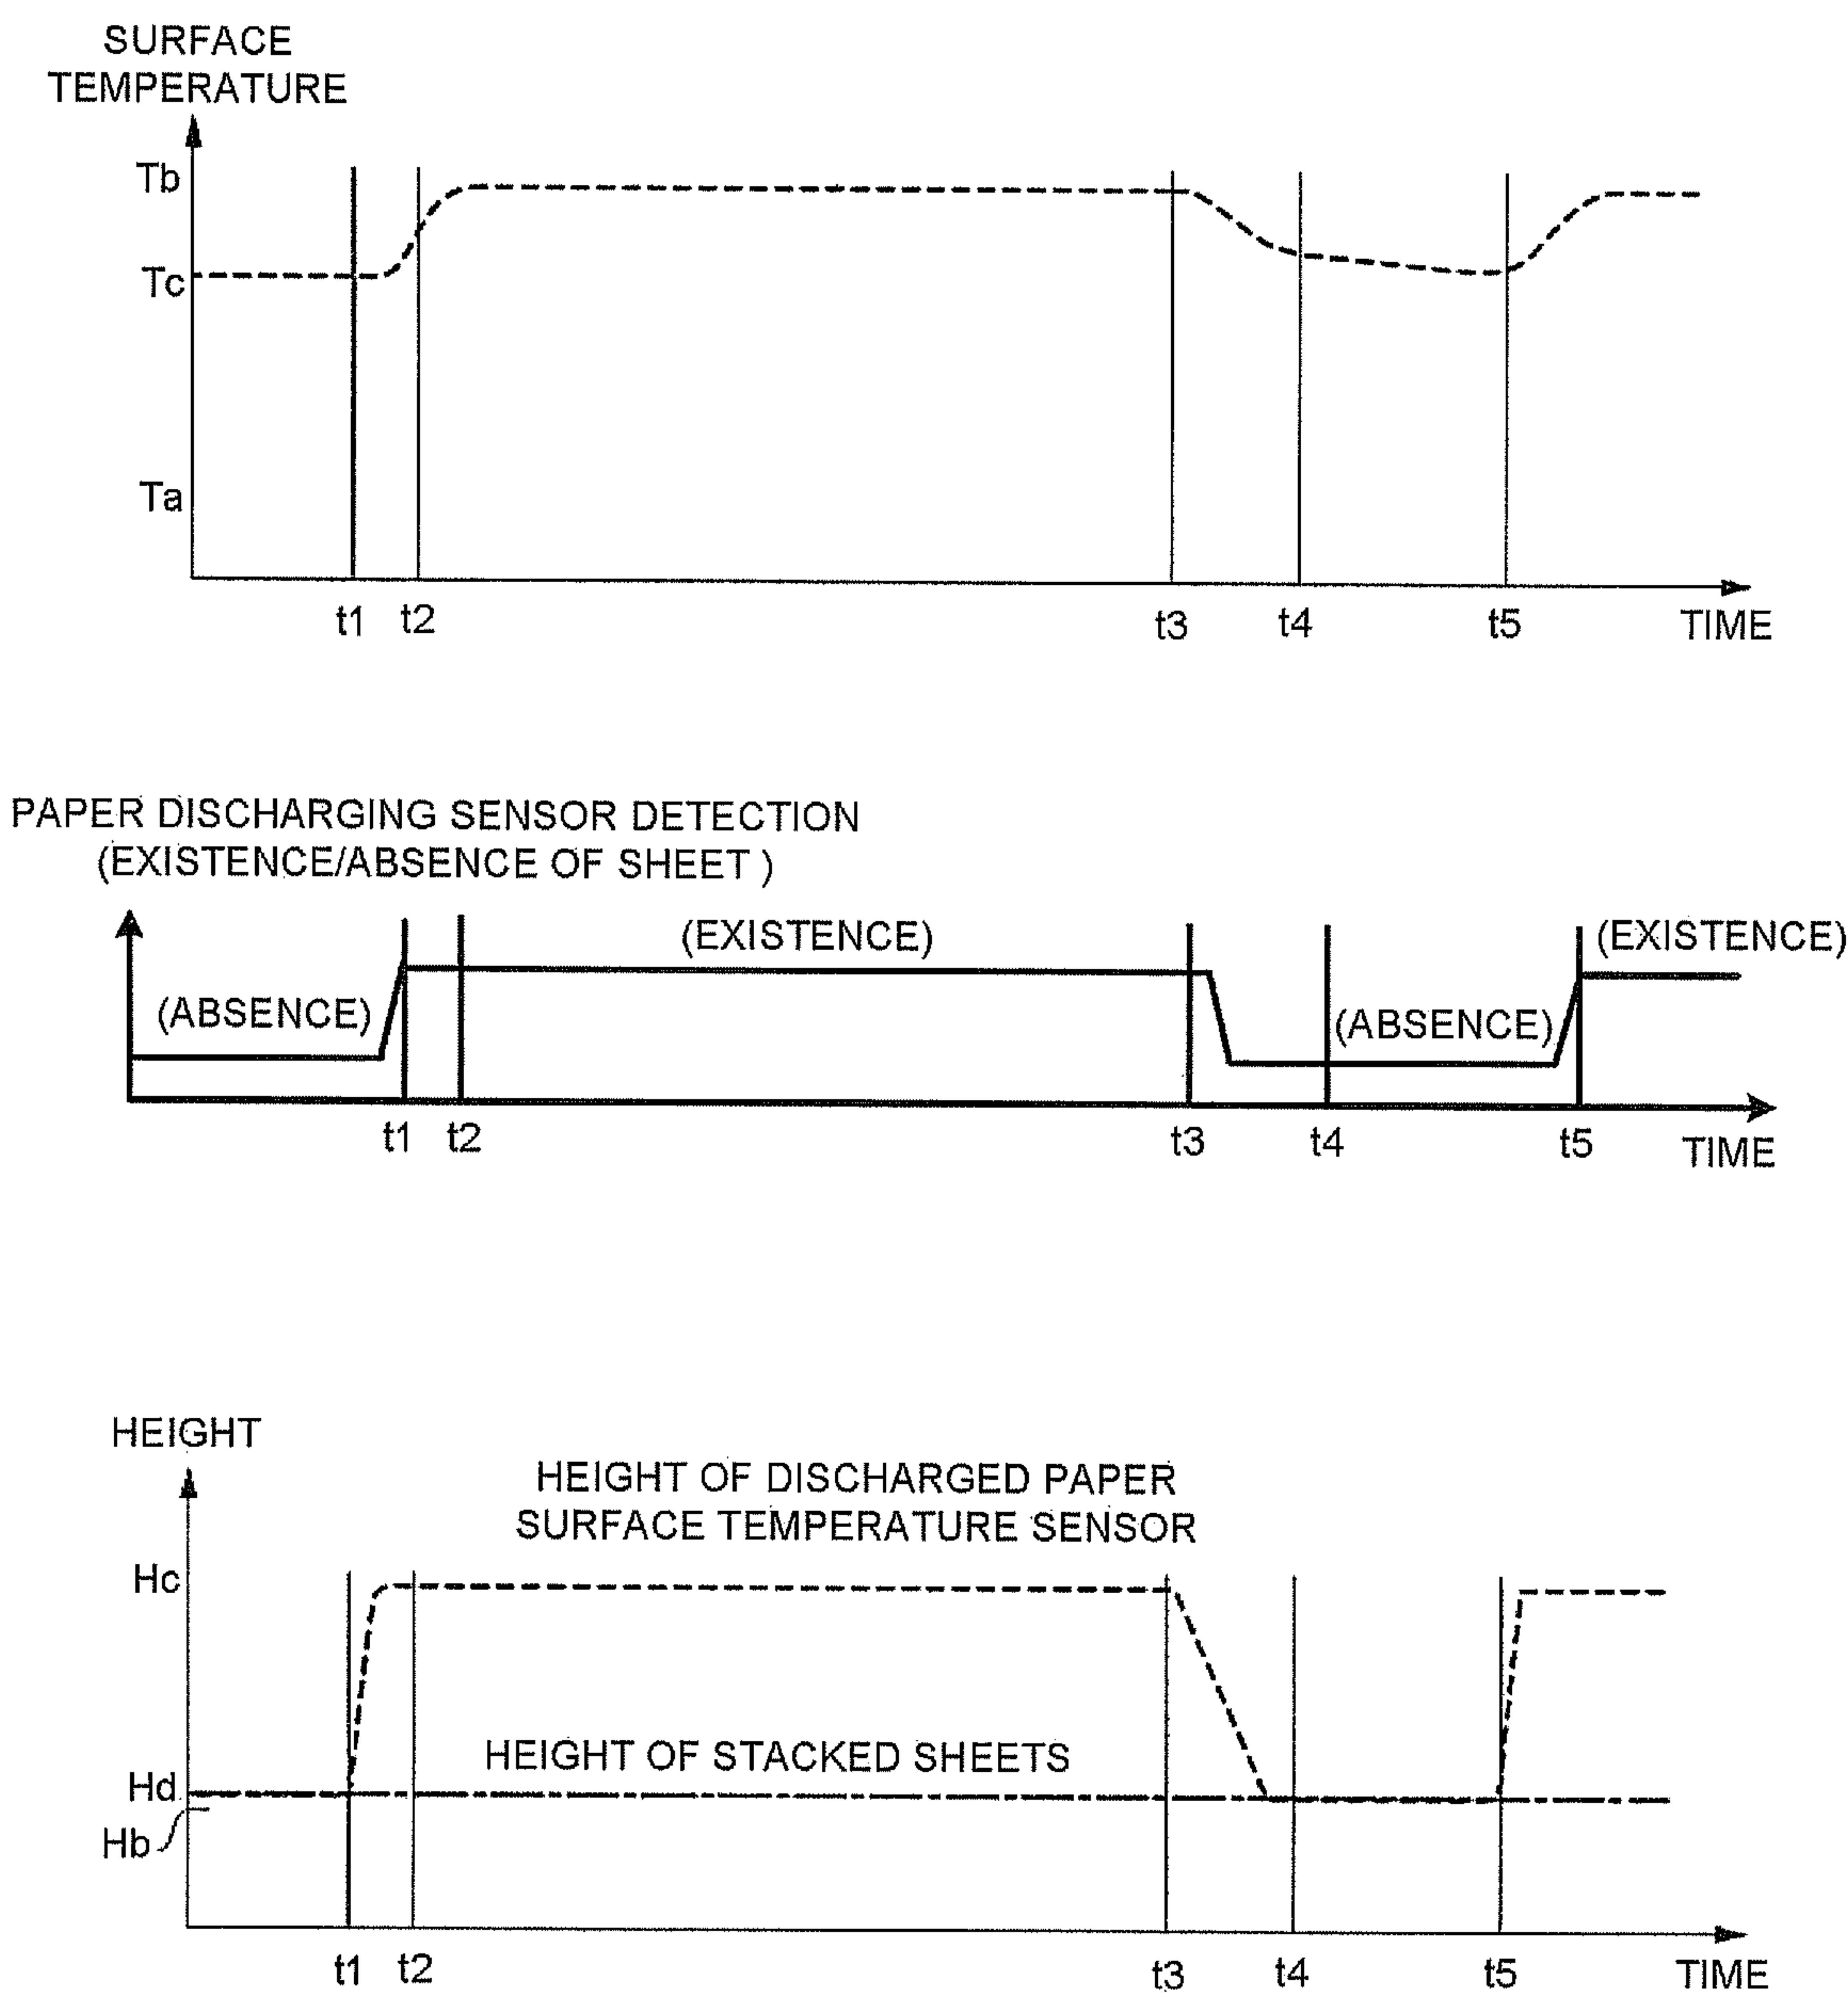 SURFACE
TEMPERATURE
Tb
Tc
Ta
t1 t2 t3 t4 t5 TIME
PAPER DISCHARGING SENSOR DETECTION
(EXISTENCE/ABSENCE OF SHEET )
(EXISTENCE) (EXISTENCE)
(ABSENCE) (ABSENCE)
t1 t2 t3 t4 t5 TIME
HEIGHT
HEIGHT OF DISCHARGED PAPER
SURFACE TEMPERATURE SENSOR
Hc
HEIGHT OF STACKED SHEETS
Hd
Hb
t1 t2 t3 t4 t5 TIME